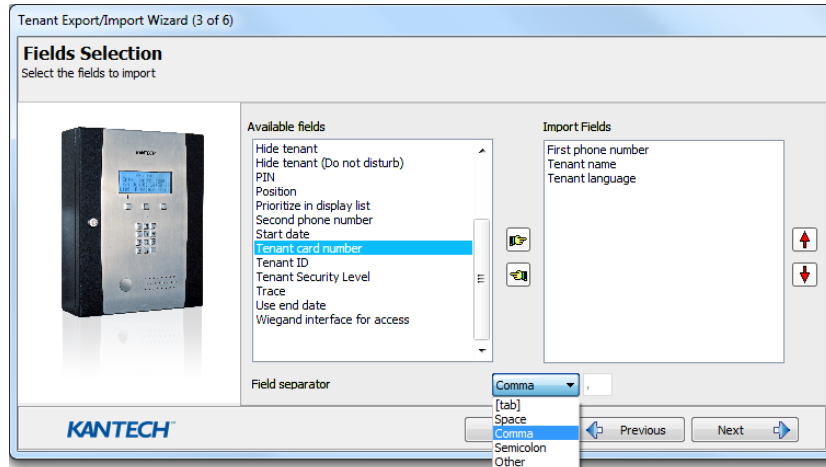 Tenant Export/Import Wizard (3 of 6)
Fields Selection
Select the fields to import
KANTECH
Available fields
Hide tenant
Hide tenant (Do not disturb)
PIN
Position
Prioritize in display list
Second phone number
Start date
Tenant card number
Tenant ID
Tenant Security Level
Trace
Use end date
Wiegand interface for access
Import Fields
First phone number
Tenant name
Tenant language
Field separator
Comma
,
[tab]
Space
Comma
Semicolon
Other
KANTECH
Previous
Next